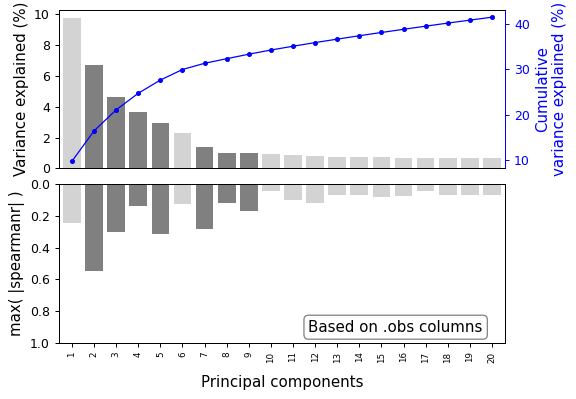 Variance explained (%)
10
8
6
4
2
0
40
30
20
10
Cumulative
variance explained (%)
max( |spearmanr| )
0.0
0.2
0.4
0.6
0.8
1.0
Based on .obs columns
1 2 3 4 5 6 7 8 9 10 11 12 13 14 15 16 17 18 19 20
Principal components